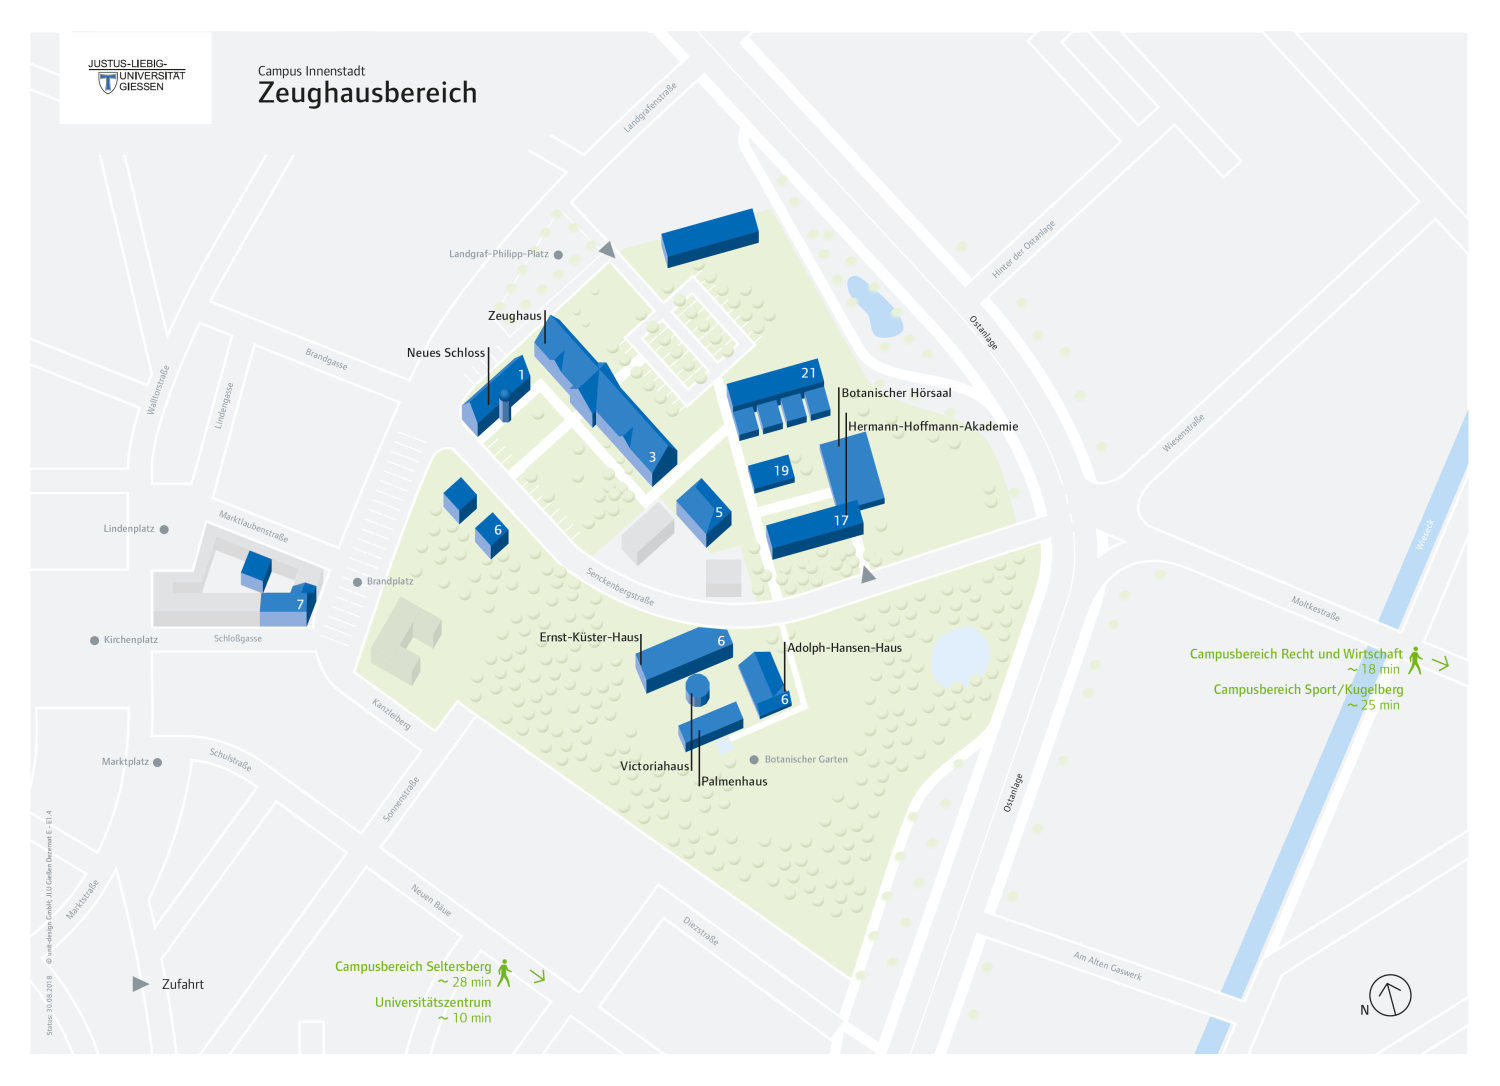 JUSTUS-LIEBIG-
UNIVERSITÄT
GIESSEN
Campus Innenstadt
Zeughausbereich
Landgrafenstraße
Landgraf-Philipp-Platz
Hinter der Ostanlage
Ostanlage
Zeughaus
Neues Schloss
1
Brandgasse
Walltorstraße
Lindengasse
21
Botanischer Hörsaal
Hermann-Hoffmann-Akademie
Wiesenstraße
3
19
5
17
6
Marktlaubenstraße
Lindenplatz
Wieseck
Brandplatz
Senckenbergstraße
7
Moltkestraße
Kirchenplatz
Schloßgasse
Ernst-Küster-Haus
6
Adolph-Hansen-Haus
6
Campusbereich Recht und Wirtschaft
~ 18 min
Campusbereich Sport/Kugelberg
~ 25 min
Kanzleiberg
Marktplatz
Schulstraße
Victoriahaus
Palmenhaus
Botanischer Garten
Sonnenstraße
Ostanlage
Marktstraße
Neuen Bäue
Diezstraße
Am Alten Gaswerk
Campusbereich Seltersberg
~ 28 min
Universitätszentrum
~ 10 min
Zufahrt
N
Status: 30.08.2018 © unit-design GmbH; JLU Gießen Dezernat E - E1.4